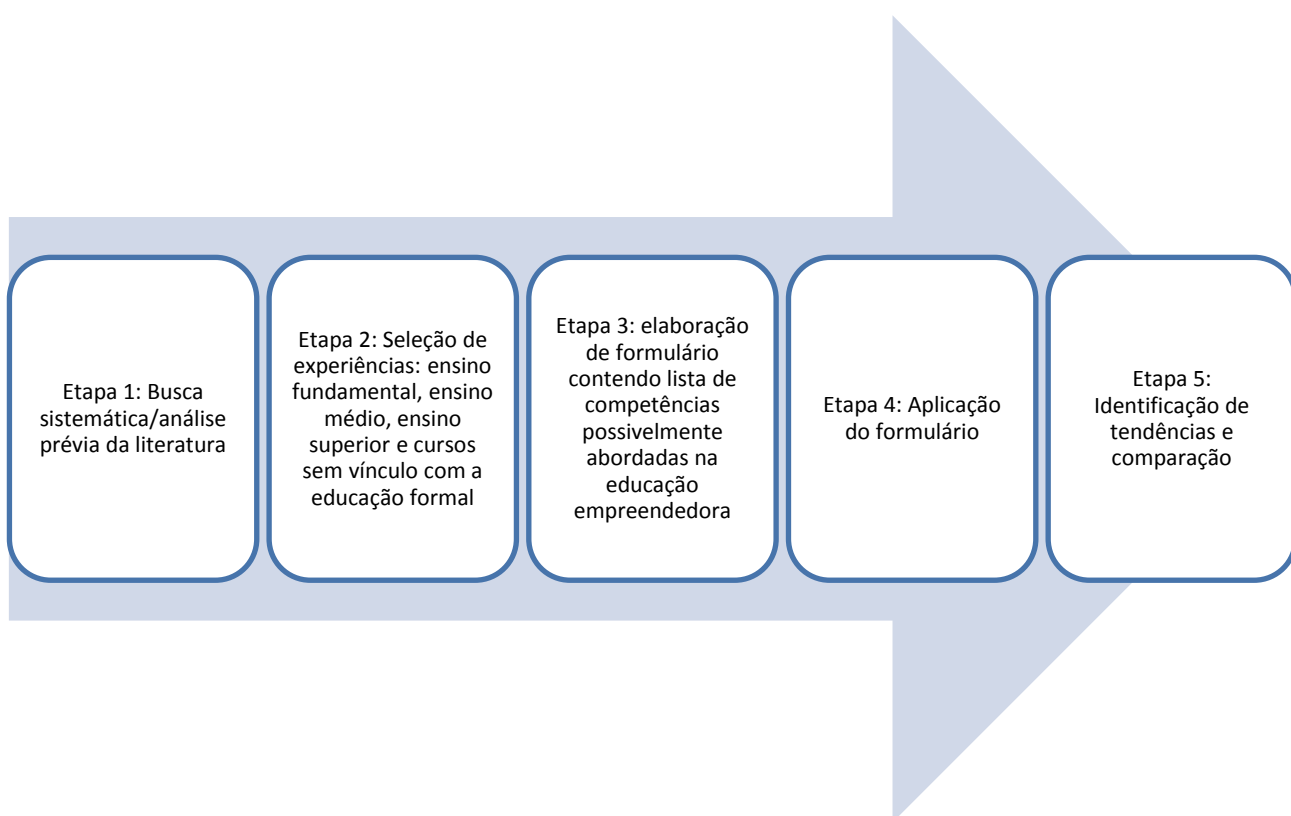 Etapa 1: Busca
sistemática/análise
prévia da literatura
Etapa 2: Seleção de
experiências: ensino
fundamental, ensino
médio, ensino
superior e cursos
sem vínculo com a
educação formal
Etapa 3: elaboração
de formulário
contendo lista de
competências
possivelmente
abordadas na
educação
empreendedora
Etapa 4: Aplicação
do formulário
Etapa 5:
Identificação de
tendências e
comparação